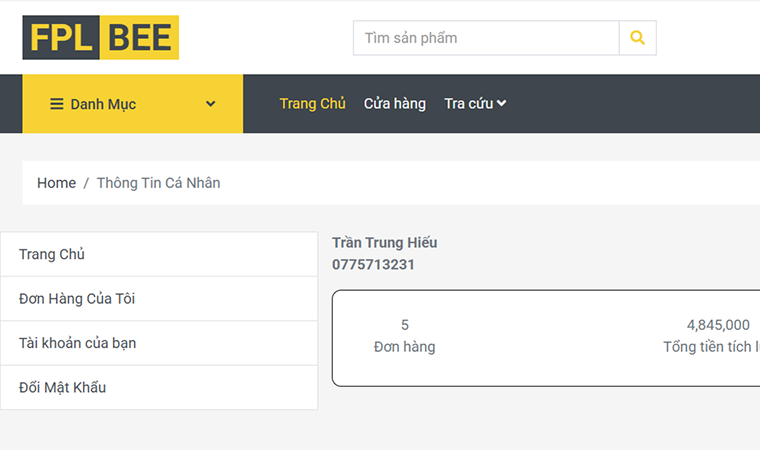 FPL BEE
Tìm sản phẩm
Danh Mục
Trang Chủ Cửa hàng Tra cứu
Home / Thông Tin Cá Nhân
Trang Chủ
Đơn Hàng Của Tôi
Tài khoản của bạn
Đổi Mật Khẩu
Trần Trung Hiếu
0775713231
5
Đơn hàng
4,845,000
Tổng tiền tích